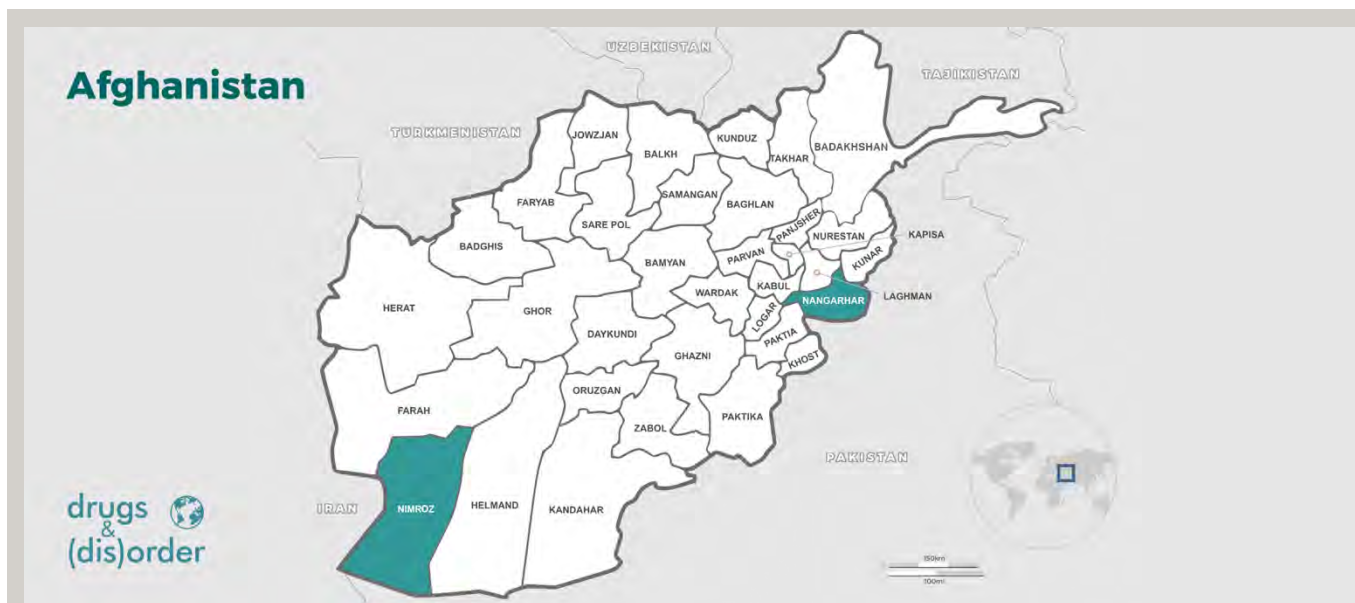 Afghanistan
UZBEKISTAN
TAJIKISTAN
TURKMENISTAN
JOWZJAN
BALKH
KUNDUZ
TAKHAR
BADAKHSHAN
FARYAB
SARE POL
SAMANGAN
BAGHLAN
PANJSHER
NURESTAN
KAPISA
BADGHIS
BAMYAN
PARVAN
KUNAR
HERAT
GHOR
WARDAK
KABUL
NANGARHAR
LAGHMAN
LOGAR
DAYKUNDI
GHAZNI
PAKTIA
KHOST
FARAH
ORUZGAN
ZABOL
PAKTIKA
PAKISTAN
IRAN
NIMROZ
HELMAND
KANDAHAR
drugs
&
(dis)order
150km
100mi